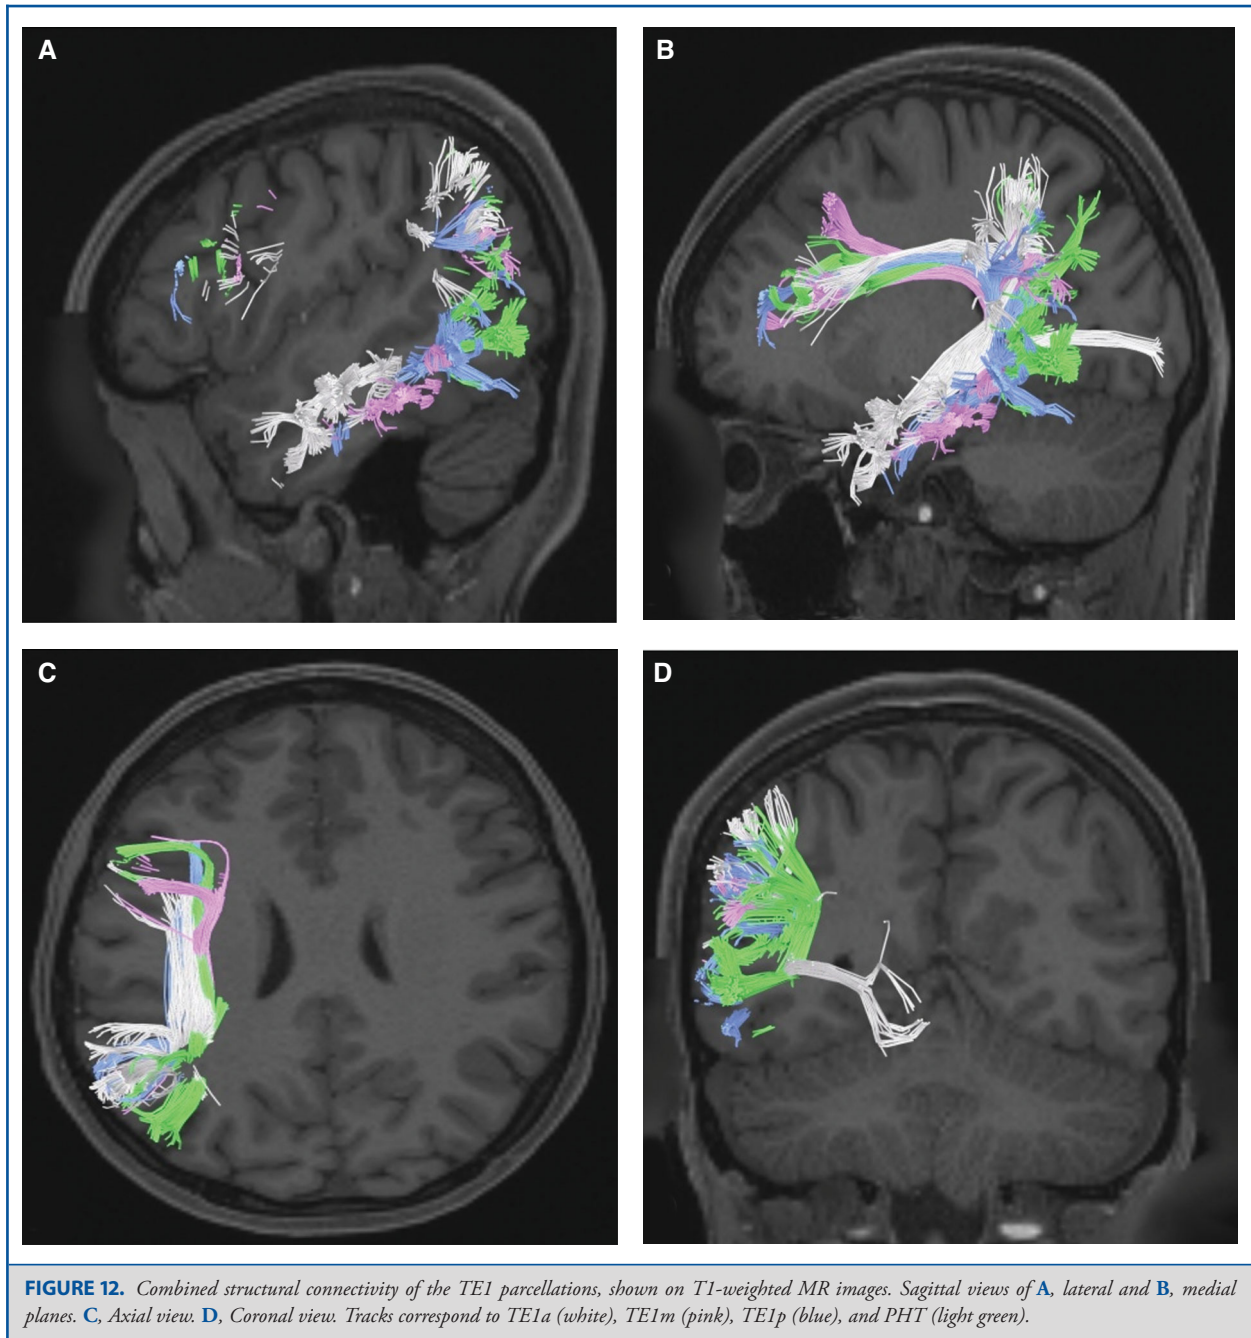 A
B
C
D
FIGURE 12. Combined structural connectivity of the TE1 parcellations, shown on T1-weighted MR images. Sagittal views of A, lateral and B, medial
planes. C, Axial view. D, Coronal view. Tracks correspond to TE1a (white), TE1m (pink), TE1p (blue), and PHT (light green).